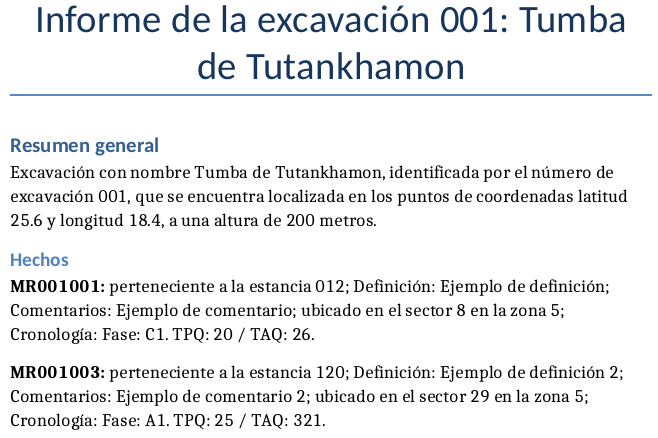 Informe de la excavación 001: Tumba
de Tutankhamon
Resumen general
Excavación con nombre Tumba de Tutankhamon, identificada por el número de
excavación 001, que se encuentra localizada en los puntos de coordenadas latitud
25.6 y longitud 18.4, a una altura de 200 metros.
Hechos
MR001001: perteneciente a la estancia 012; Definición: Ejemplo de definición;
Comentarios: Ejemplo de comentario; ubicado en el sector 8 en la zona 5;
Cronología: Fase: C1. TPQ: 20 / TAQ: 26.
MR001003: perteneciente a la estancia 120; Definición: Ejemplo de definición 2;
Comentarios: Ejemplo de comentario 2; ubicado en el sector 29 en la zona 5;
Cronología: Fase: A1. TPQ: 25 / TAQ: 321.